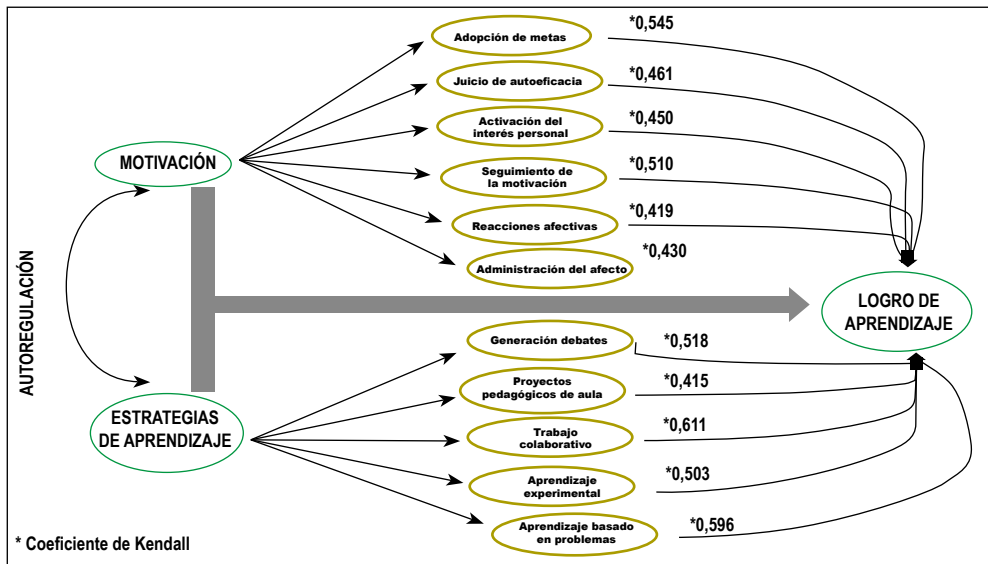 AUTOREGULACIÓN
MOTIVACIÓN
Adopción de metas
*0,545
Juicio de autoeficacia
*0,461
Activación del
interés personal
*0,450
Seguimiento de
la motivación
*0,510
Reacciones afectivas
*0,419
Administración del afecto
*0,430
LOGRO DE
APRENDIZAJE
ESTRATEGIAS
DE APRENDIZAJE
Generación debates
*0,518
Proyectos
pedagógicos de aula
*0,415
Trabajo
colaborativo
*0,611
Aprendizaje
experimental
*0,503
Aprendizaje basado
en problemas
*0,596
* Coeficiente de Kendall